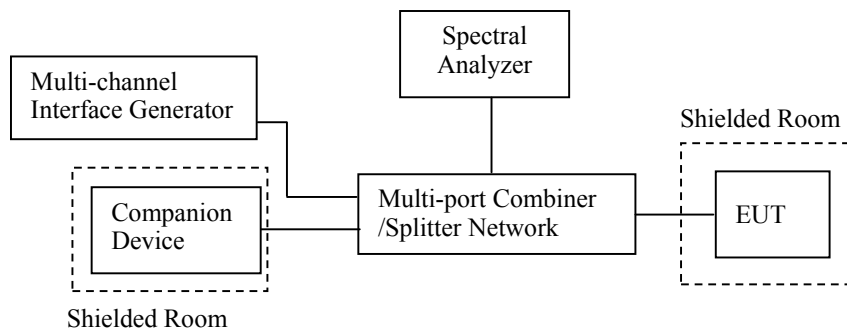 Spectral
Analyzer
Multi-channel
Interface Generator
Shielded Room
Companion
Device
Multi-port Combiner
/Splitter Network
EUT
Shielded Room